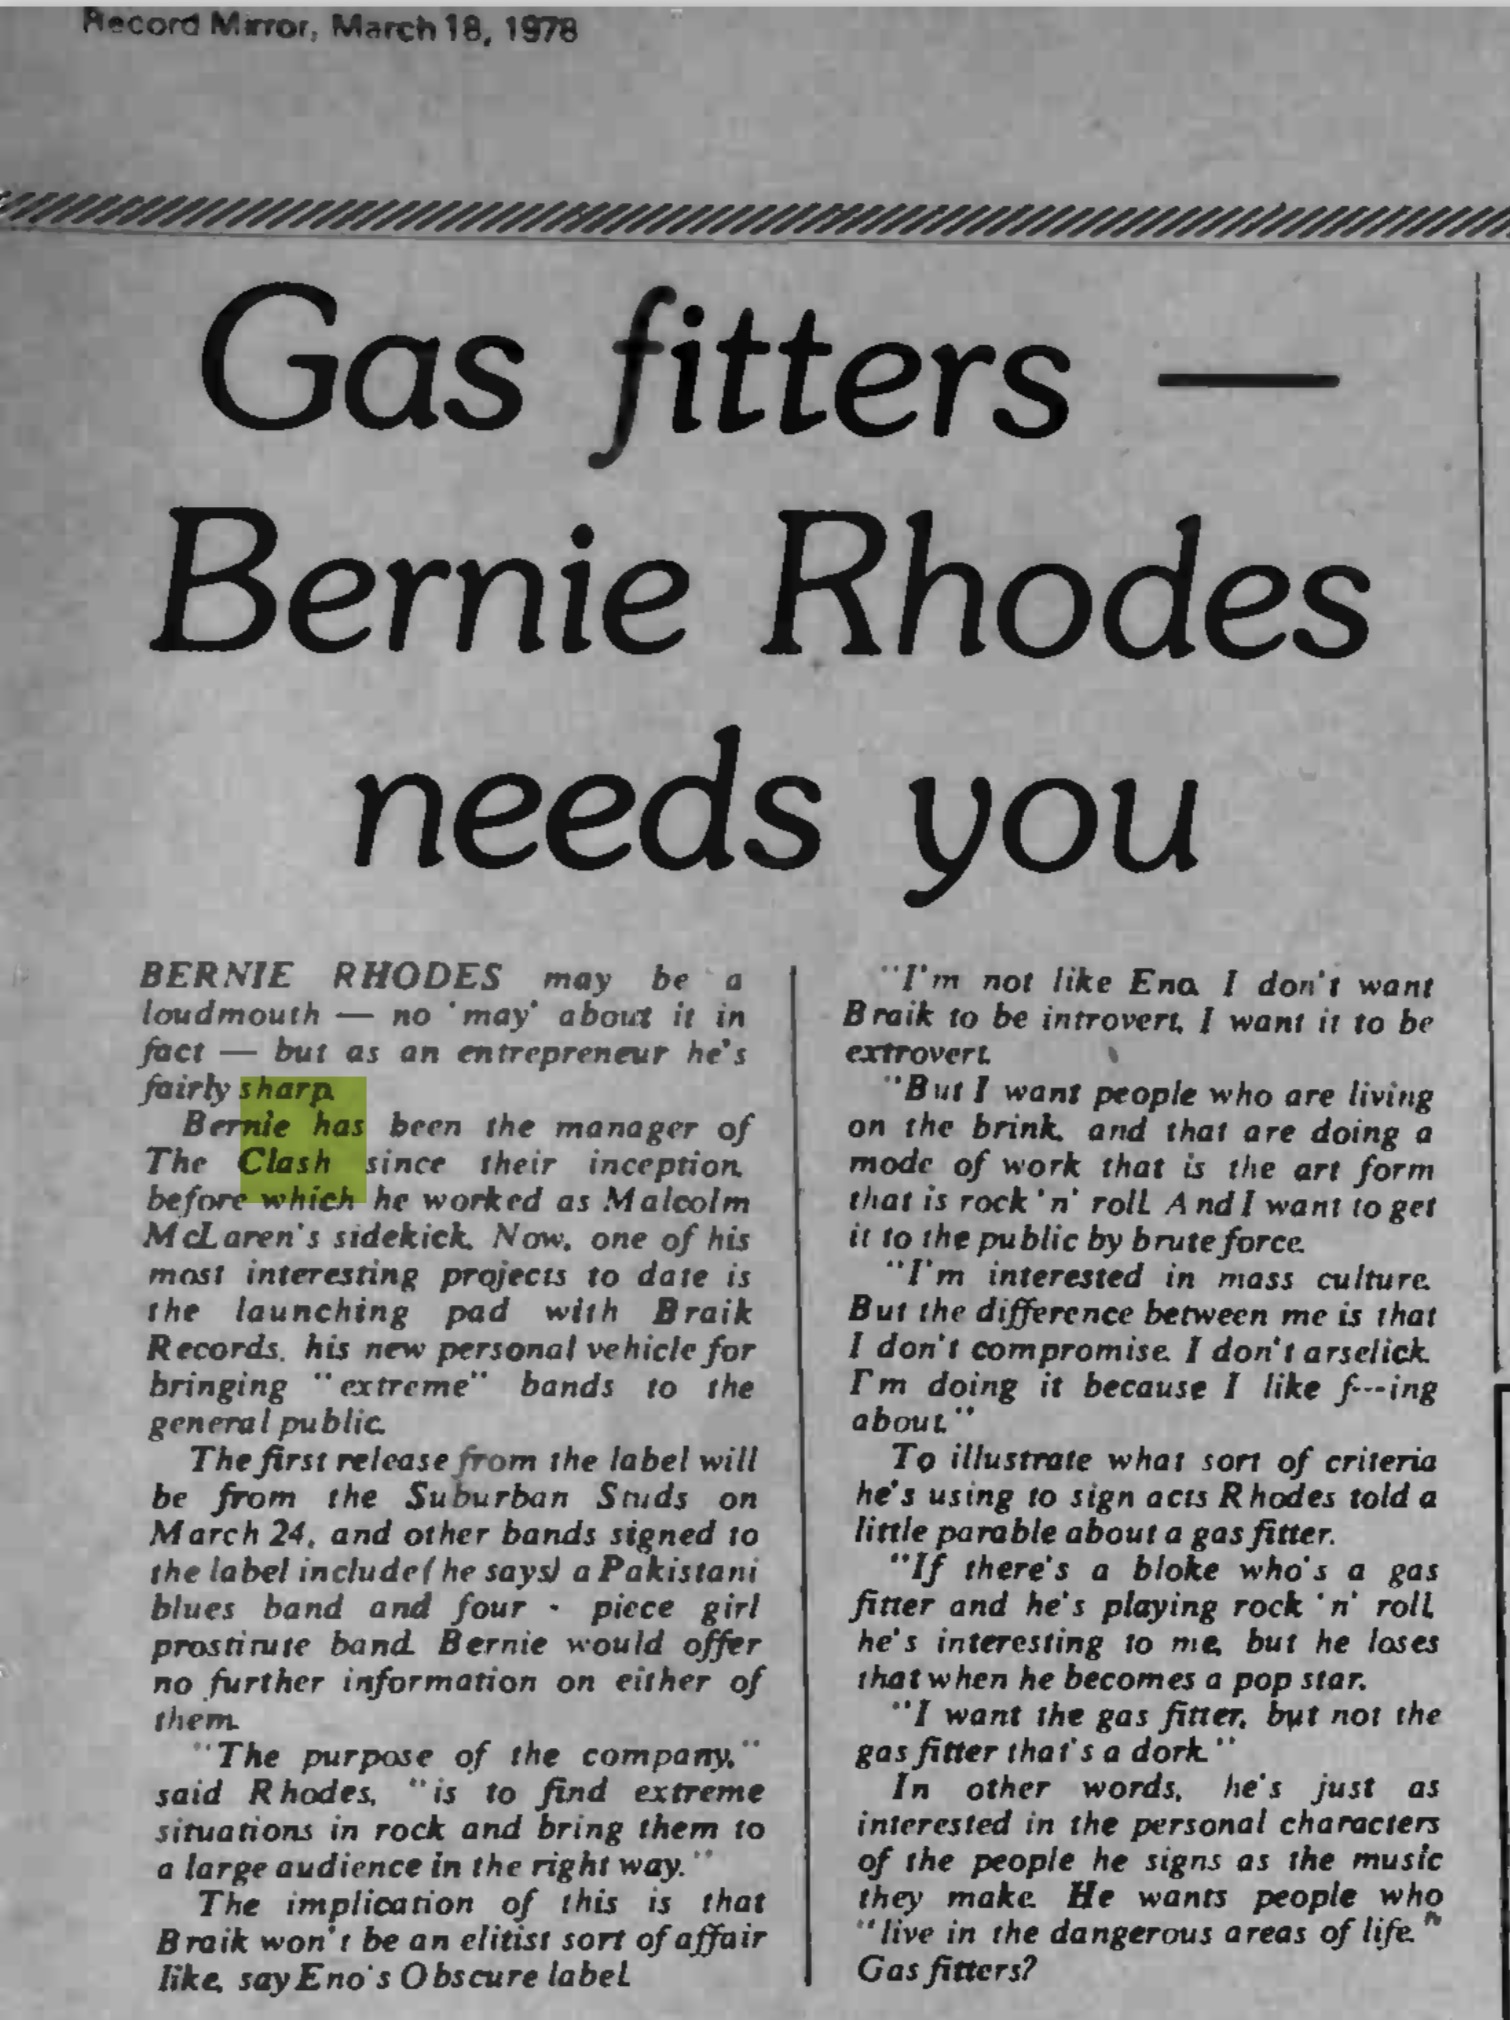 Record Mirror, March 18, 1978
Gas fitters —
Bernie Rhodes
needs you
BERNIE RHODES may be a
loudmouth — no 'may' about it in
fact — but as an entrepreneur he's
fairly sharp.
Bernie has been the manager of
The Clash since their inception,
before which he worked as Malcolm
McLaren's sidekick. Now, one of his
most interesting projects to date is
the launching pad with Braik
Records, his new personal vehicle for
bringing "extreme" bands to the
general public.
The first release from the label will
be from the Suburban Studs on
March 24, and other bands signed to
the label include (he says) a Pakistani
blues band and four - piece girl
prostitute band. Bernie would offer
no further information on either of
them.
"The purpose of the company,"
said Rhodes, "is to find extreme
situations in rock and bring them to
a large audience in the right way."
The implication of this is that
Braik won't be an elitist sort of affair
like, say Eno's Obscure label.
"I'm not like Eno. I don't want
Braik to be introvert, I want it to be
extrovert.
"But I want people who are living
on the brink, and that are doing a
mode of work that is the art form
that is rock 'n' roll. And I want to get
it to the public by brute force.
"I'm interested in mass culture.
But the difference between me is that
I don't compromise. I don't arselick.
I'm doing it because I like f---ing
about."
To illustrate what sort of criteria
he's using to sign acts Rhodes told a
little parable about a gas fitter.
"If there's a bloke who's a gas
fitter and he's playing rock 'n' roll,
he's interesting to me, but he loses
that when he becomes a pop star.
"I want the gas fitter, but not the
gas fitter that's a dork."
In other words, he's just as
interested in the personal characters
of the people he signs as the music
they make. He wants people who
"live in the dangerous areas of life."
Gas fitters?